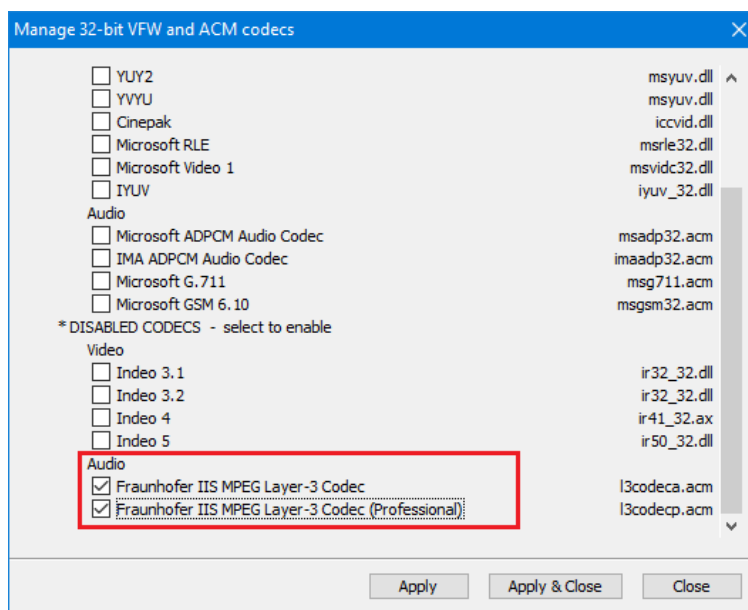 Manage 32-bit VFW and ACM codecs
YUY2 msyuv.dll
YVYU msyuv.dll
Cinepak iccvid.dll
Microsoft RLE msrle32.dll
Microsoft Video 1 msvidc32.dll
IYUV iyuv_32.dll
Audio
Microsoft ADPCM Audio Codec msadp32.acm
IMA ADPCM Audio Codec imaadp32.acm
Microsoft G.711 msg711.acm
Microsoft GSM 6.10 msgsm32.acm
* DISABLED CODECS - select to enable
Video
Indeo 3.1 ir32_32.dll
Indeo 3.2 ir32_32.dll
Indeo 4 ir41_32.ax
Indeo 5 ir50_32.dll
Audio
Fraunhofer IIS MPEG Layer-3 Codec l3codeca.acm
Fraunhofer IIS MPEG Layer-3 Codec (Professional) l3codecp.acm
Apply Apply & Close Close